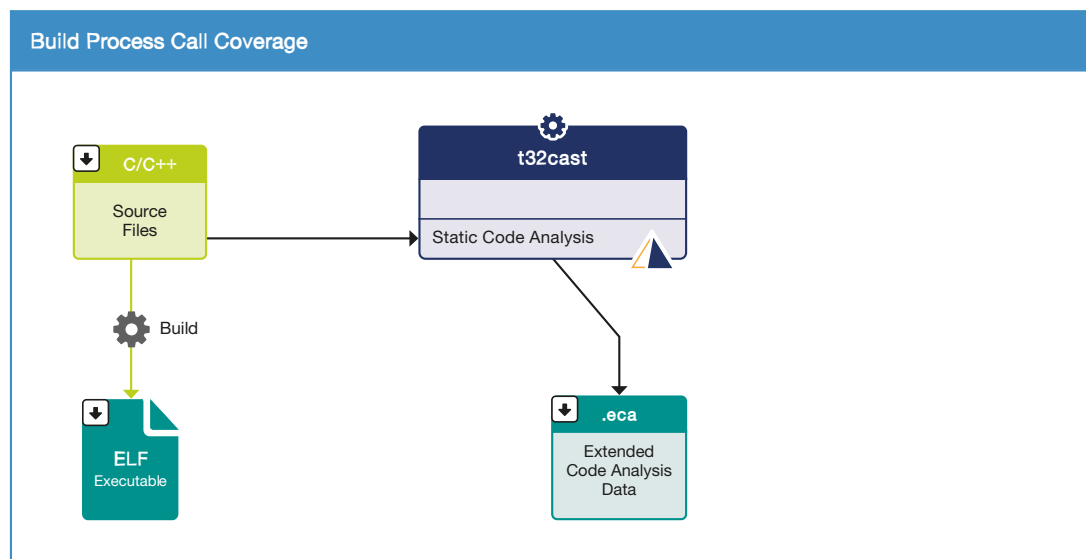 Build Process Call Coverage
C/C++
Source
Files
t32cast
Static Code Analysis
Build
ELF
Executable
.eca
Extended
Code Analysis
Data